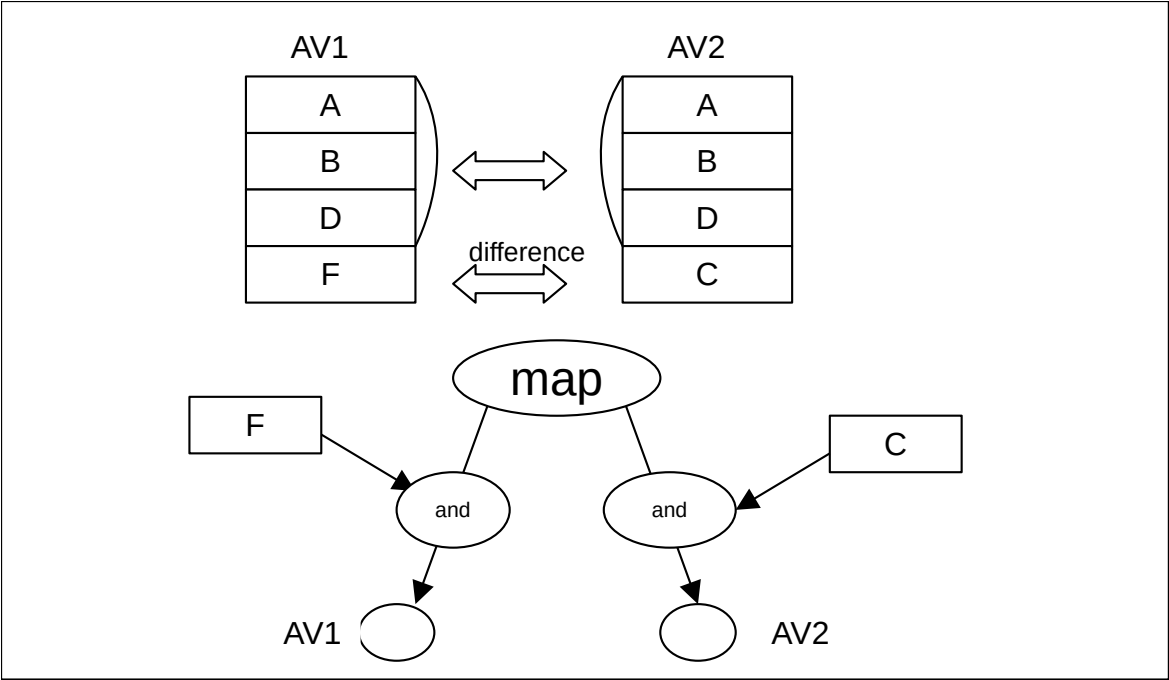 AV1 AV2
A A
B B
D D
difference
F C
map
F C
and and
AV1 AV2